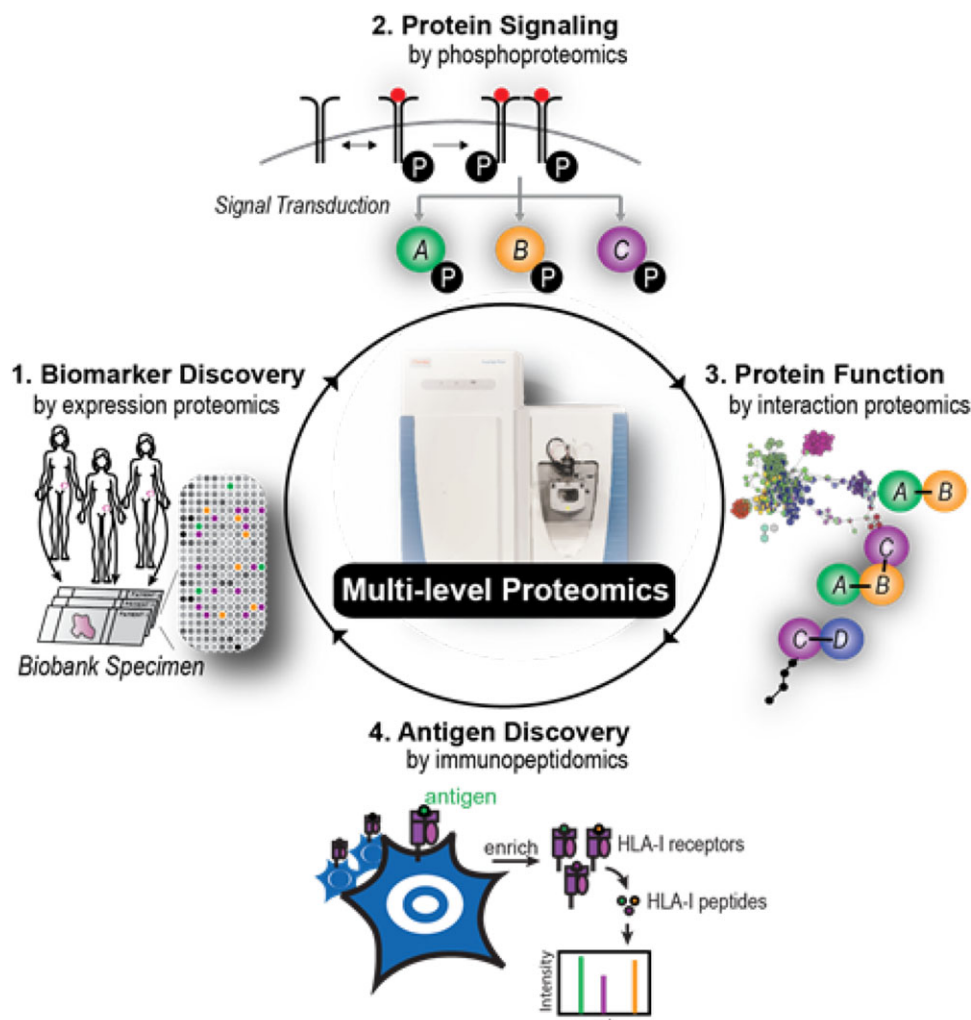 2. Protein Signaling
by phosphoproteomics
P
P
P
Signal Transduction
A
B
C
P
P
P
1. Biomarker Discovery
by expression proteomics
Biobank Specimen
Multi-level Proteomics
3. Protein Function
by interaction proteomics
A B
C
A B
C D
4. Antigen Discovery
by immunopeptidomics
antigen
enrich
HLA-I receptors
HLA-I peptides
Intensity